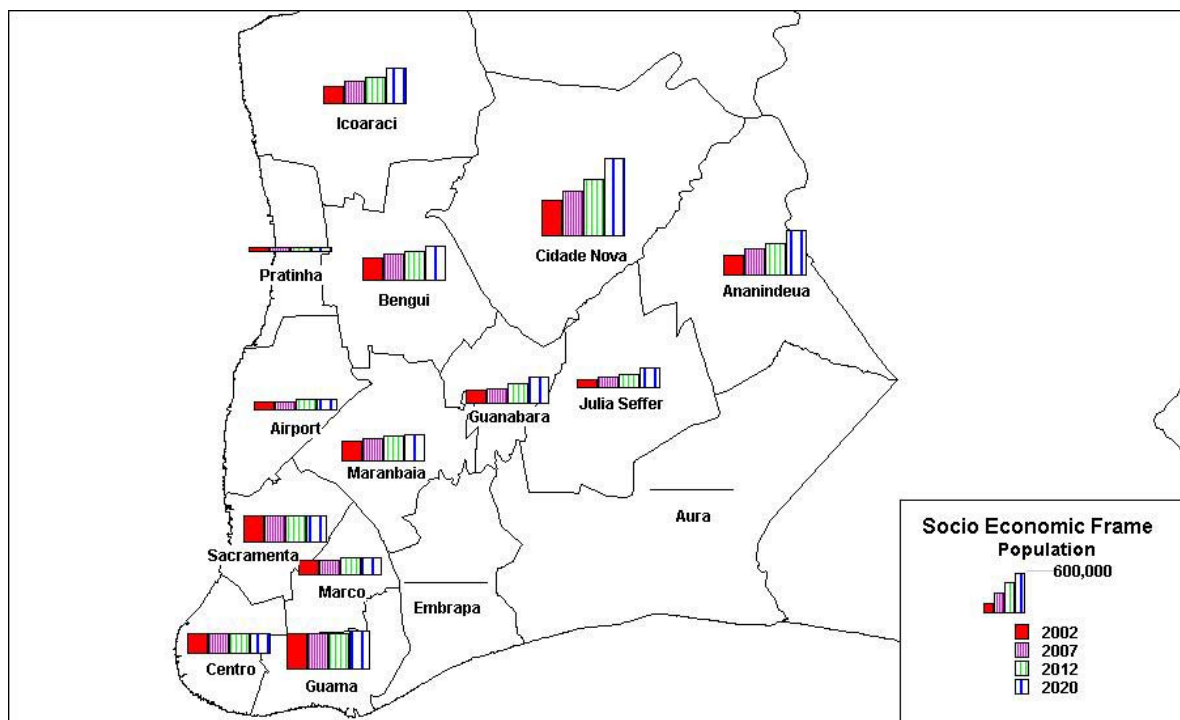 Icoaraci
Cidade Nova
Pratinha
Bengui
Ananindeua
Guanabara
Julia Seffer
Airport
Maranbaia
Aura
Sacramenta
Marco
Embrapa
Centro
Guama
Socio Economic Frame
Population
600,000
2002
2007
2012
2020